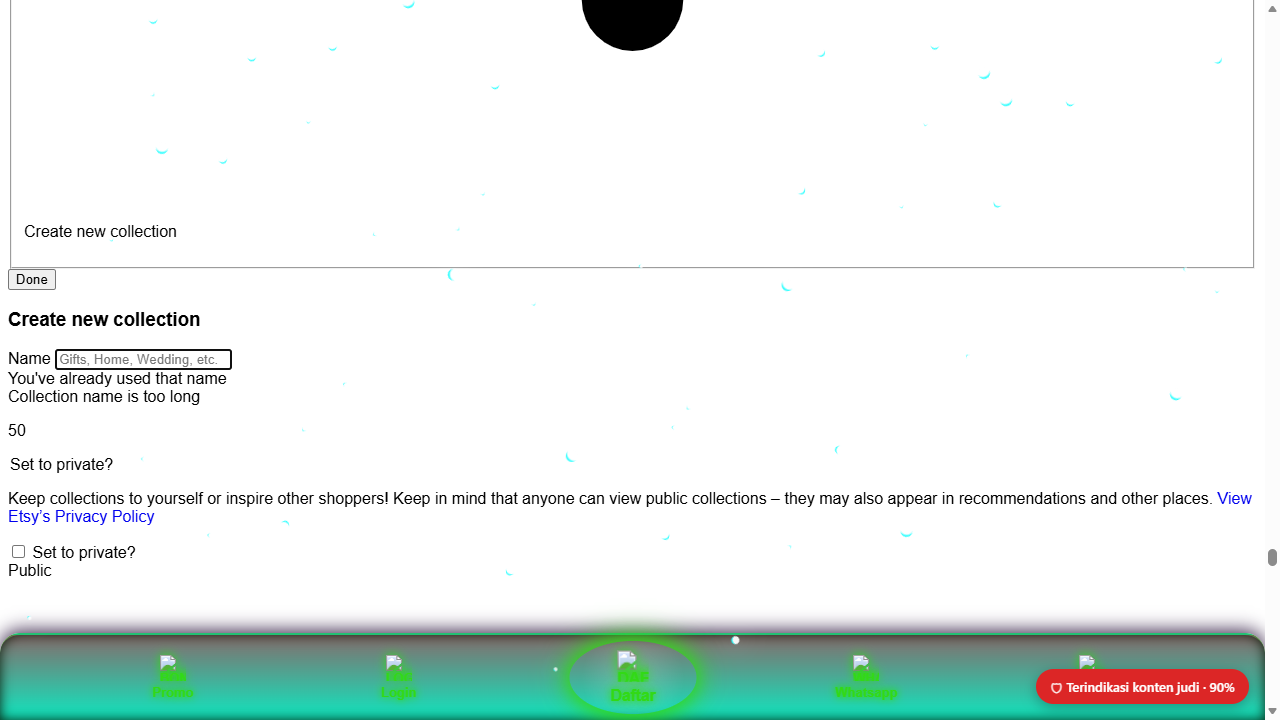 Create new collection
Done
Create new collection
Name Gifts, Home, Wedding, etc.
You've already used that name
Collection name is too long
50
Set to private?
Keep collections to yourself or inspire other shoppers! Keep in mind that anyone can view public collections – they may also appear in recommendations and other places. View
Etsy's Privacy Policy
Set to private?
Public
Promo
Login
Daftar
Whatsapp
Terindikasi konten judi · 90%